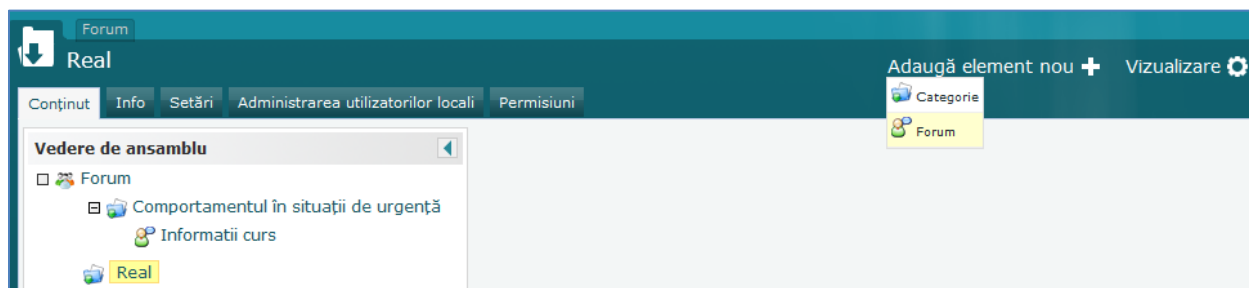 Forum
Real
Adaugă element nou
Vizualizare
Conținut
Info
Setări
Administrarea utilizatorilor locali
Permisiuni
Categorie
Forum
Vedere de ansamblu
Forum
Comportamentul în situații de urgență
Informatii curs
Real